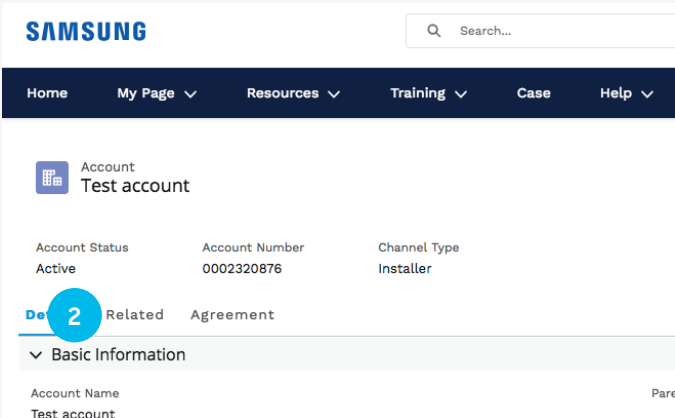 SAMSUNG
Search...
Home My Page Resources Training Case Help
Account
Test account
Account Status Account Number Channel Type
Active 0002320876 Installer
2 Related Agreement
Basic Information
Account Name
Test account